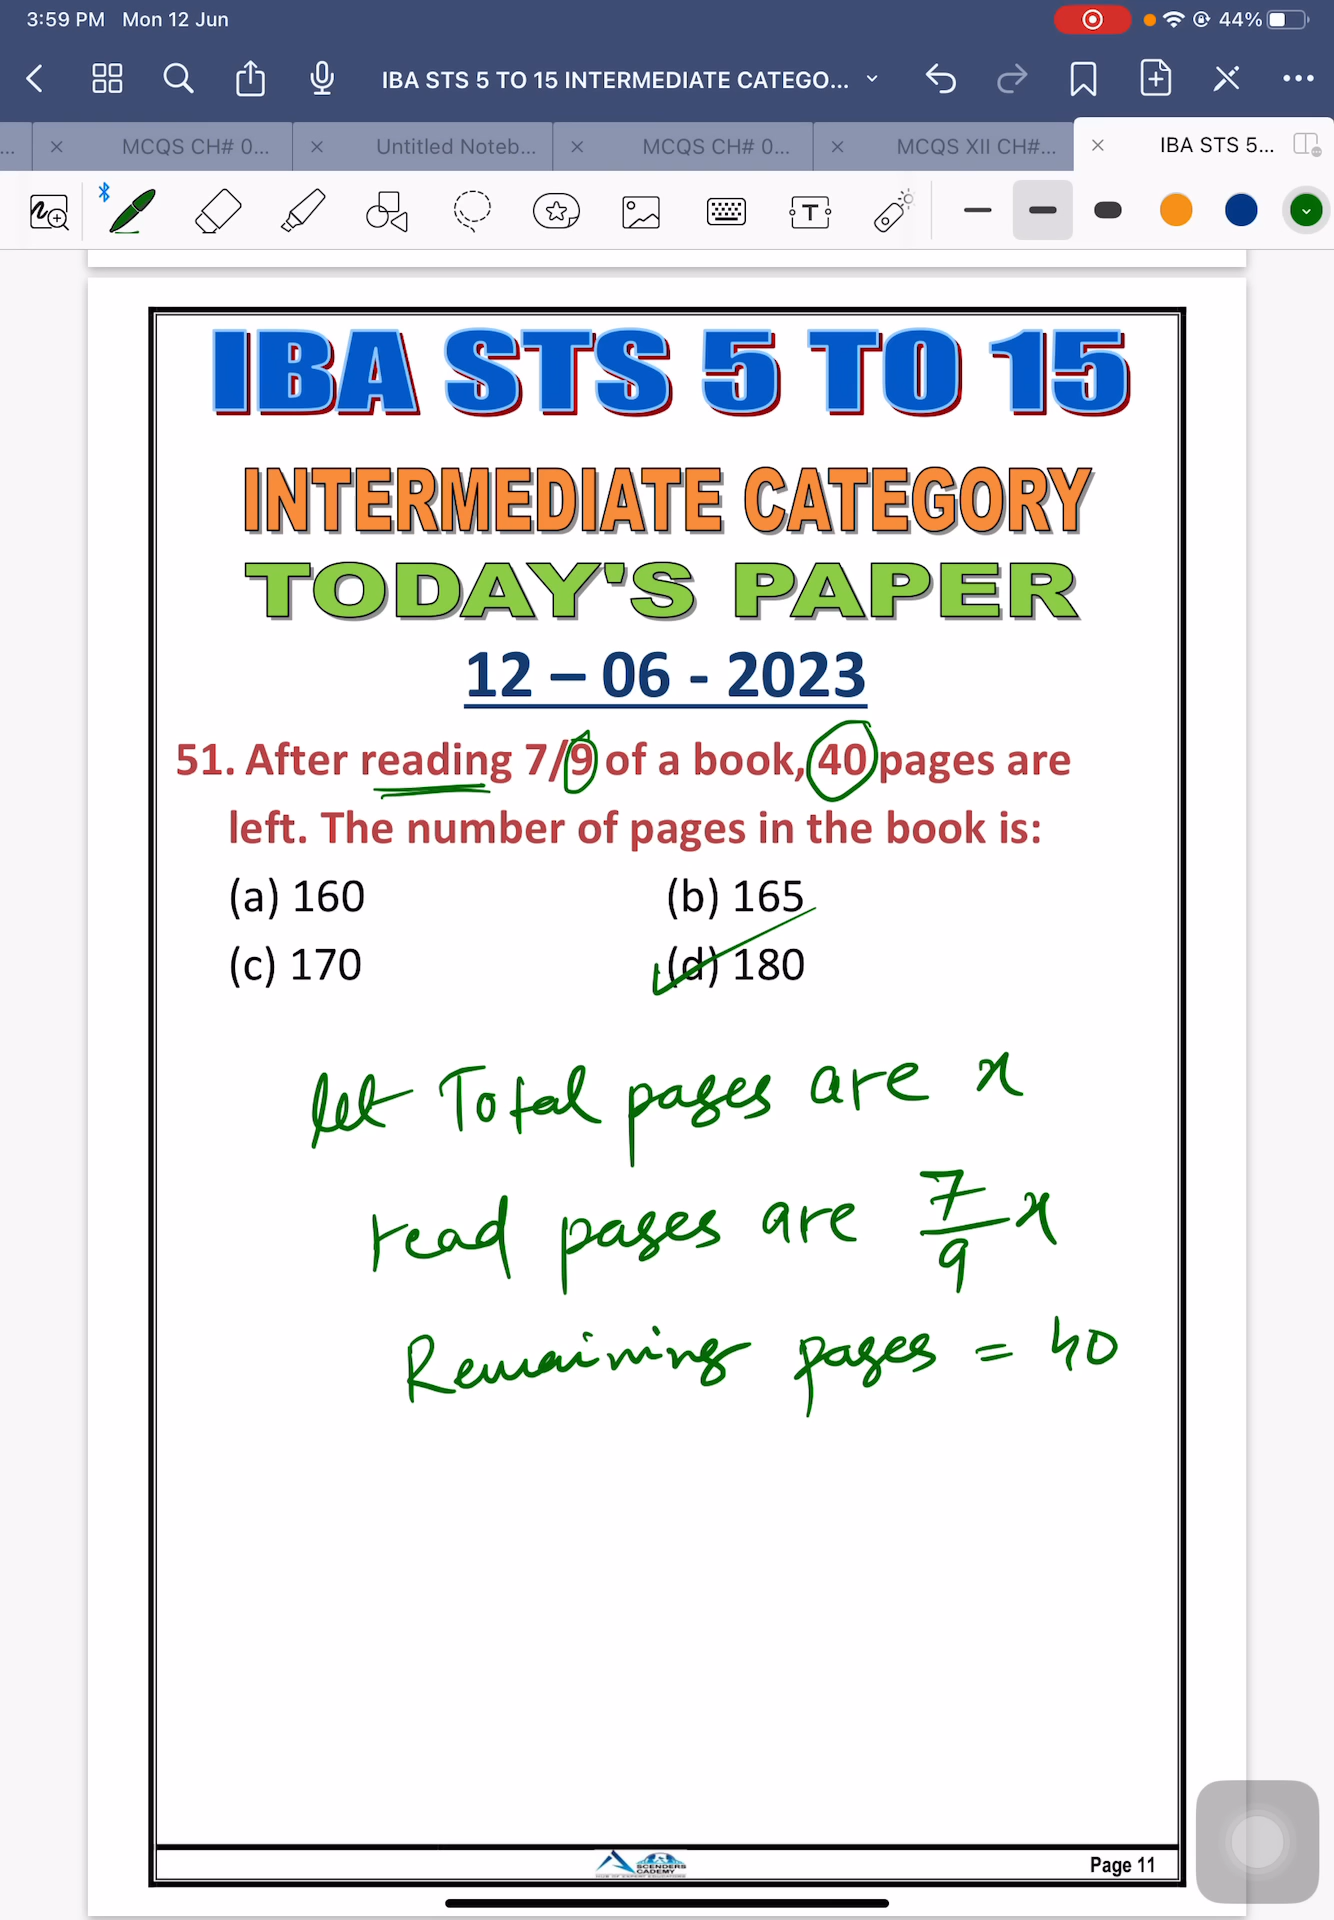 3:59 PM Mon 12 Jun 44%
IBA STS 5 TO 15 INTERMEDIATE CATEGO...
... MCQS CH# 0... Untitled Noteb... MCQS CH# 0... MCQS XII CH#... IBA STS 5...
T
IBA STS 5 TO 15
INTERMEDIATE CATEGORY
TODAY'S PAPER
12 – 06 - 2023
51. After reading 7/9 of a book, 40 pages are
left. The number of pages in the book is:
(a) 160 (b) 165
(c) 170 (d) 180
let Total pages are x
read pages are 7/9 x
Remaining pages = 40
SCENDERS
CADEMY
Page 11